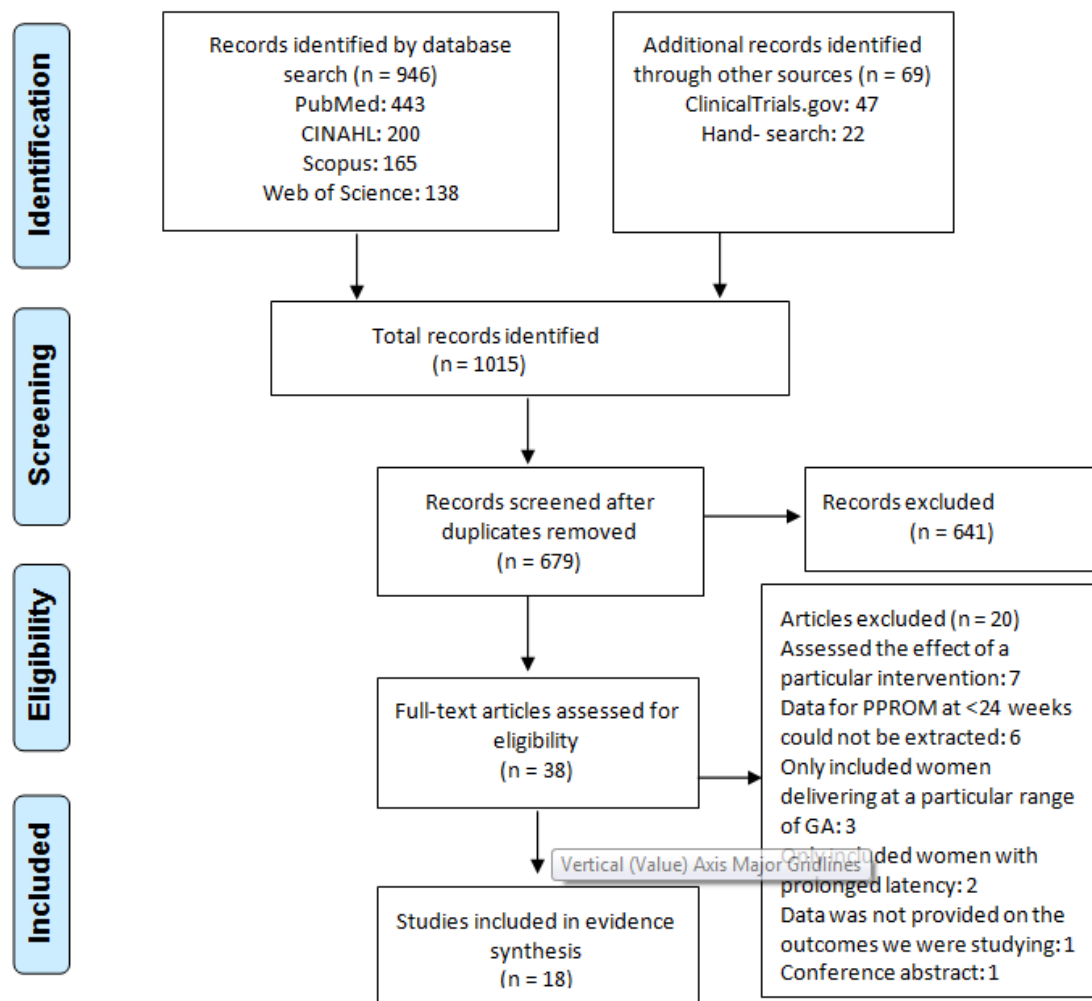 Identification
Records identified by database
search (n = 946)
PubMed: 443
CINAHL: 200
Scopus: 165
Web of Science: 138
Additional records identified
through other sources (n = 69)
ClinicalTrials.gov: 47
Hand- search: 22
Screening
Total records identified
(n = 1015)
Records screened after
duplicates removed
(n = 679)
Records excluded
(n = 641)
Eligibility
Full-text articles assessed for
eligibility
(n = 38)
Articles excluded (n = 20)
Assessed the effect of a
particular intervention: 7
Data for PPROM at <24 weeks
could not be extracted: 6
Only included women
delivering at a particular range
of GA: 3
Only included women with
prolonged latency: 2
Data was not provided on the
outcomes we were studying: 1
Conference abstract: 1
Vertical (Value) Axis Major Gridlines
Included
Studies included in evidence
synthesis
(n = 18)